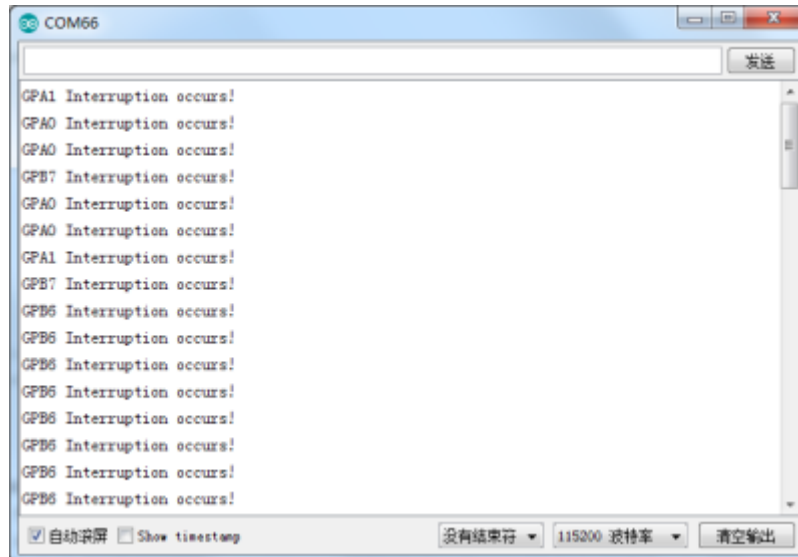 COM66
发送
GPA1 Interruption occurs!
GPA0 Interruption occurs!
GPA0 Interruption occurs!
GPB7 Interruption occurs!
GPA0 Interruption occurs!
GPA0 Interruption occurs!
GPA1 Interruption occurs!
GPB7 Interruption occurs!
GPB6 Interruption occurs!
GPB6 Interruption occurs!
GPB6 Interruption occurs!
GPB6 Interruption occurs!
GPB6 Interruption occurs!
GPB6 Interruption occurs!
GPB6 Interruption occurs!
GPB6 Interruption occurs!
自动滚屏 Show timestamp 没有结束符 115200 波特率 清空输出